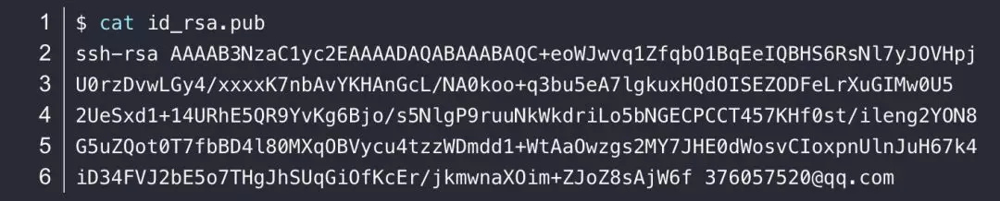 1 $ cat id_rsa.pub
2 ssh-rsa AAAAB3NzaC1yc2EAAAADAQABAAABAQC+eoWJwvq1ZfqbO1BqEeIQBHS6RsNl7yJOVHpj
3 U0rzDvwLGy4/xxxxK7nbAvYKHAnGcL/NA0koo+q3bu5eA7lgkuxHQdOISEZODFeLrXuGIMw0U5
4 2UeSxd1+14URhE5QR9YvKg6Bjo/s5NlgP9ruuNkWkdriLo5bNGECPCCT457KHf0st/ileng2YON8
5 G5uZQot0T7fbBD4l80MXqOBVycu4tzzWDmdd1+WtAaOwzgs2MY7JHE0dWosvCIoxpnUlnJuH67k4
6 iD34FVJ2bE5o7THgJhSUqGiOfKcEr/jkmwnaXOim+ZJoZ8sAjW6f 376057520@qq.com